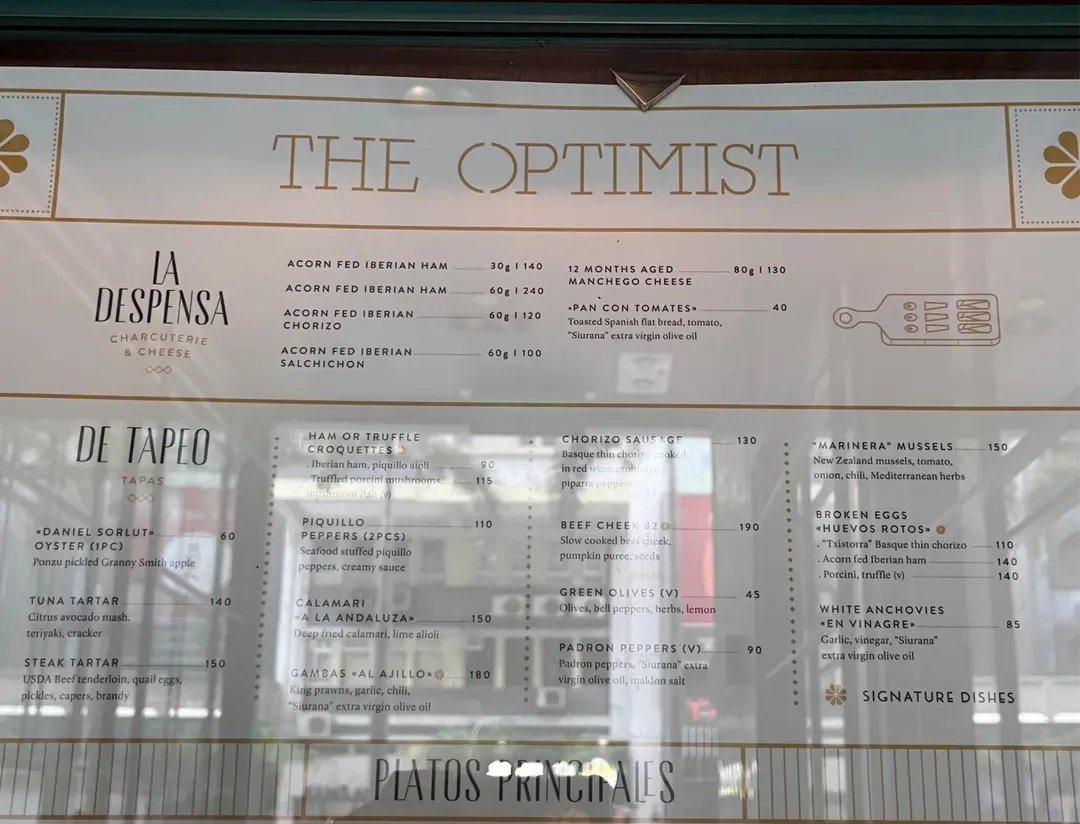 THE OPTIMIST
LA
DESPENSA
CHARCUTERIE
& CHEESE
ACORN FED IBERIAN HAM 30g | 140
ACORN FED IBERIAN HAM 60g | 240
ACORN FED IBERIAN 60g | 120
CHORIZO
ACORN FED IBERIAN 60g | 100
SALCHICHON
12 MONTHS AGED 80g | 130
MANCHEGO CHEESE
«PAN CON TOMATES» 40
Toasted Spanish flat bread, tomato,
"Siurana" extra virgin olive oil
DE TAPEO
TAPAS
«DANIEL SORLUT» 60
OYSTER (1PC)
Ponzu pickled Granny Smith apple
TUNA TARTAR 140
Citrus avocado mash,
teriyaki, cracker
STEAK TARTAR 150
USDA Beef tenderloin, quail eggs,
pickles, capers, brandy
HAM OR TRUFFLE
CROQUETTES
. Iberian ham, piquillo aioli 90
. Truffled porcini mushrooms, 115
mushroom (v)
PIQUILLO 110
PEPPERS (2PCS)
Seafood stuffed piquillo
peppers, creamy sauce
CALAMARI
«A LA ANDALUZA» 150
Deep fried calamari, lime alioli
GAMBAS «AL AJILLO» 180
King prawns, garlic, chili,
"Siurana" extra virgin olive oil
CHORIZO SAUSAGE 130
Basque thin chorizo cooked
in red wine,
piparra peppers
BEEF CHEEK 82 190
Slow cooked beef cheek,
pumpkin puree, seeds
GREEN OLIVES (V) 45
Olives, bell peppers, herbs, lemon
PADRON PEPPERS (V) 90
Padron peppers, "Siurana" extra
virgin olive oil, maldon salt
"MARINERA" MUSSELS 150
New Zealand mussels, tomato,
onion, chili, Mediterranean herbs
BROKEN EGGS
«HUEVOS ROTOS»
. "Txistorra" Basque thin chorizo 110
. Acorn fed Iberian ham 140
. Porcini, truffle (v) 140
WHITE ANCHOVIES
«EN VINAGRE» 85
Garlic, vinegar, "Siurana"
extra virgin olive oil
SIGNATURE DISHES
PLATOS PRINCIPALES